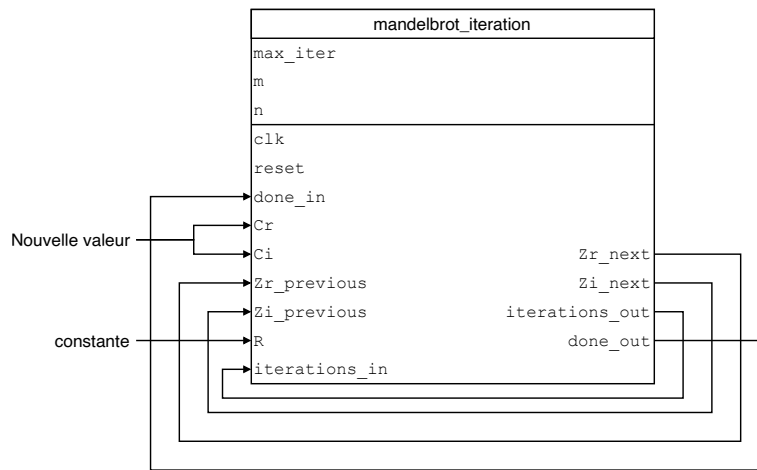 mandelbrot_iteration
max_iter
m
n
clk
reset
done_in
Cr
Nouvelle valeur
Ci
Zr_next
Zr_previous
Zi_next
Zi_previous
iterations_out
constante
R
done_out
iterations_in